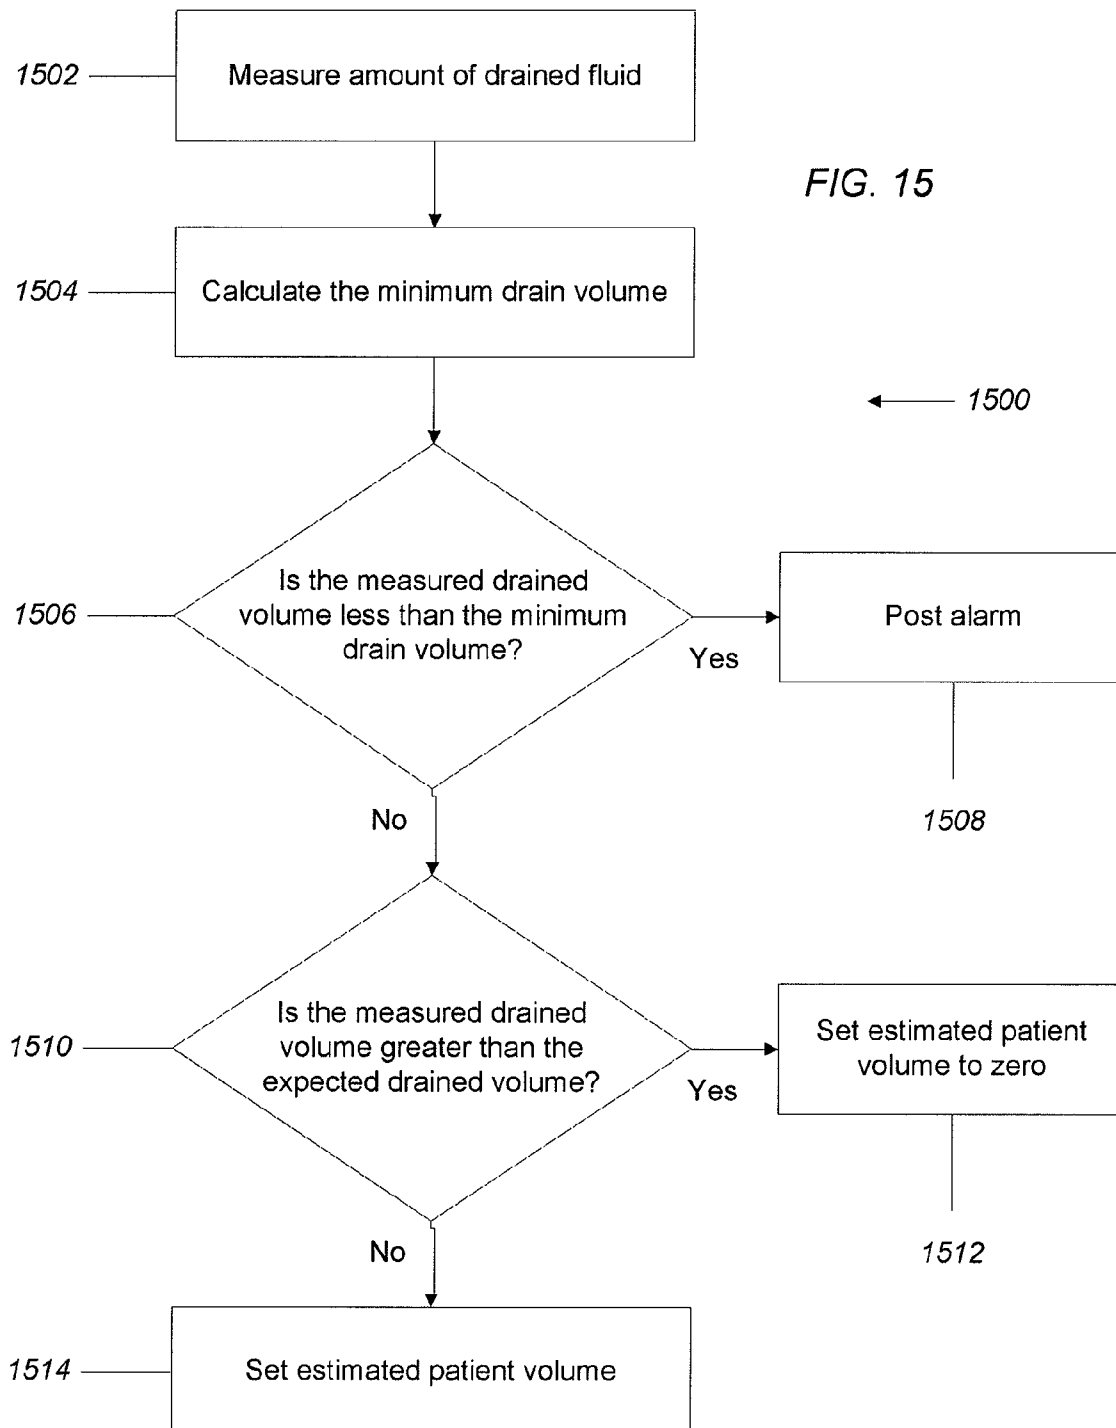 1502
Measure amount of drained fluid
FIG. 15
1504
Calculate the minimum drain volume
1500
1506
Is the measured drained
volume less than the minimum
drain volume?
Yes
Post alarm
1508
No
1510
Is the measured drained
volume greater than the
expected drained volume?
Yes
Set estimated patient
volume to zero
1512
No
1514
Set estimated patient volume